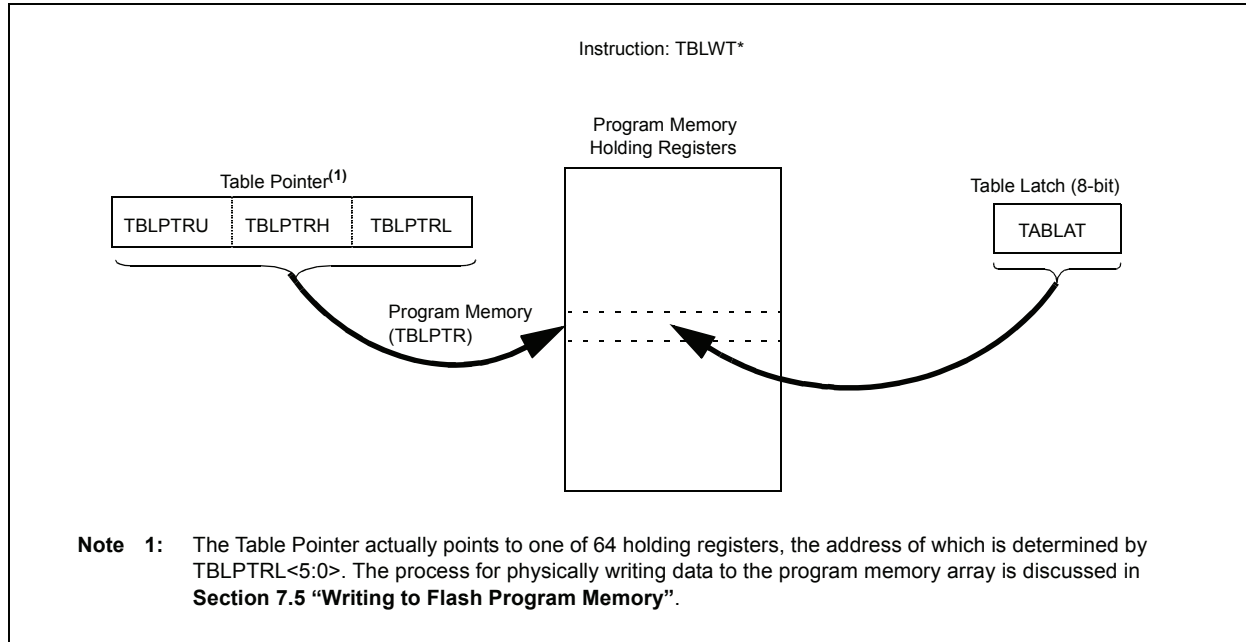 Instruction: TBLWT*
Program Memory
Holding Registers
Table Pointer(1)
Table Latch (8-bit)
TBLPTRU TBLPTRH TBLPTRL
TABLAT
Program Memory
(TBLPTR)
Note 1: The Table Pointer actually points to one of 64 holding registers, the address of which is determined by
TBLPTRL<5:0>. The process for physically writing data to the program memory array is discussed in
Section 7.5 “Writing to Flash Program Memory”.